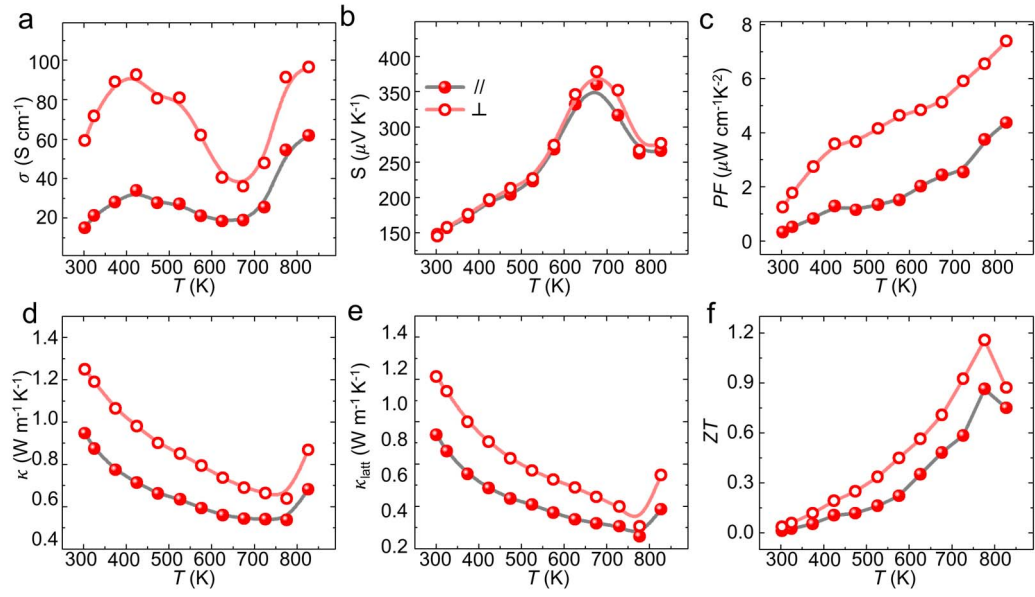 a
100
80
60
40
20
σ (S cm⁻¹)
300 400 500 600 700 800
T (K)
b
400
350
300
250
200
150
S (μV K⁻¹)
//
⊥
300 400 500 600 700 800
T (K)
c
8
6
4
2
0
PF (μW cm⁻¹K⁻²)
300 400 500 600 700 800
T (K)
d
1.4
1.2
1.0
0.8
0.6
0.4
κ (W m⁻¹ K⁻¹)
300 400 500 600 700 800
T (K)
e
1.4
1.2
1.0
0.8
0.6
0.4
0.2
κlatt (W m⁻¹ K⁻¹)
300 400 500 600 700 800
T (K)
f
1.2
0.9
0.6
0.3
0.0
ZT
300 400 500 600 700 800
T (K)